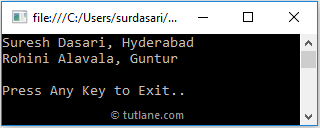 file:///C:/Users/surdasari/...
Suresh Dasari, Hyderabad
Rohini Alavala, Guntur
Press Any Key to Exit..
© tutlane.com